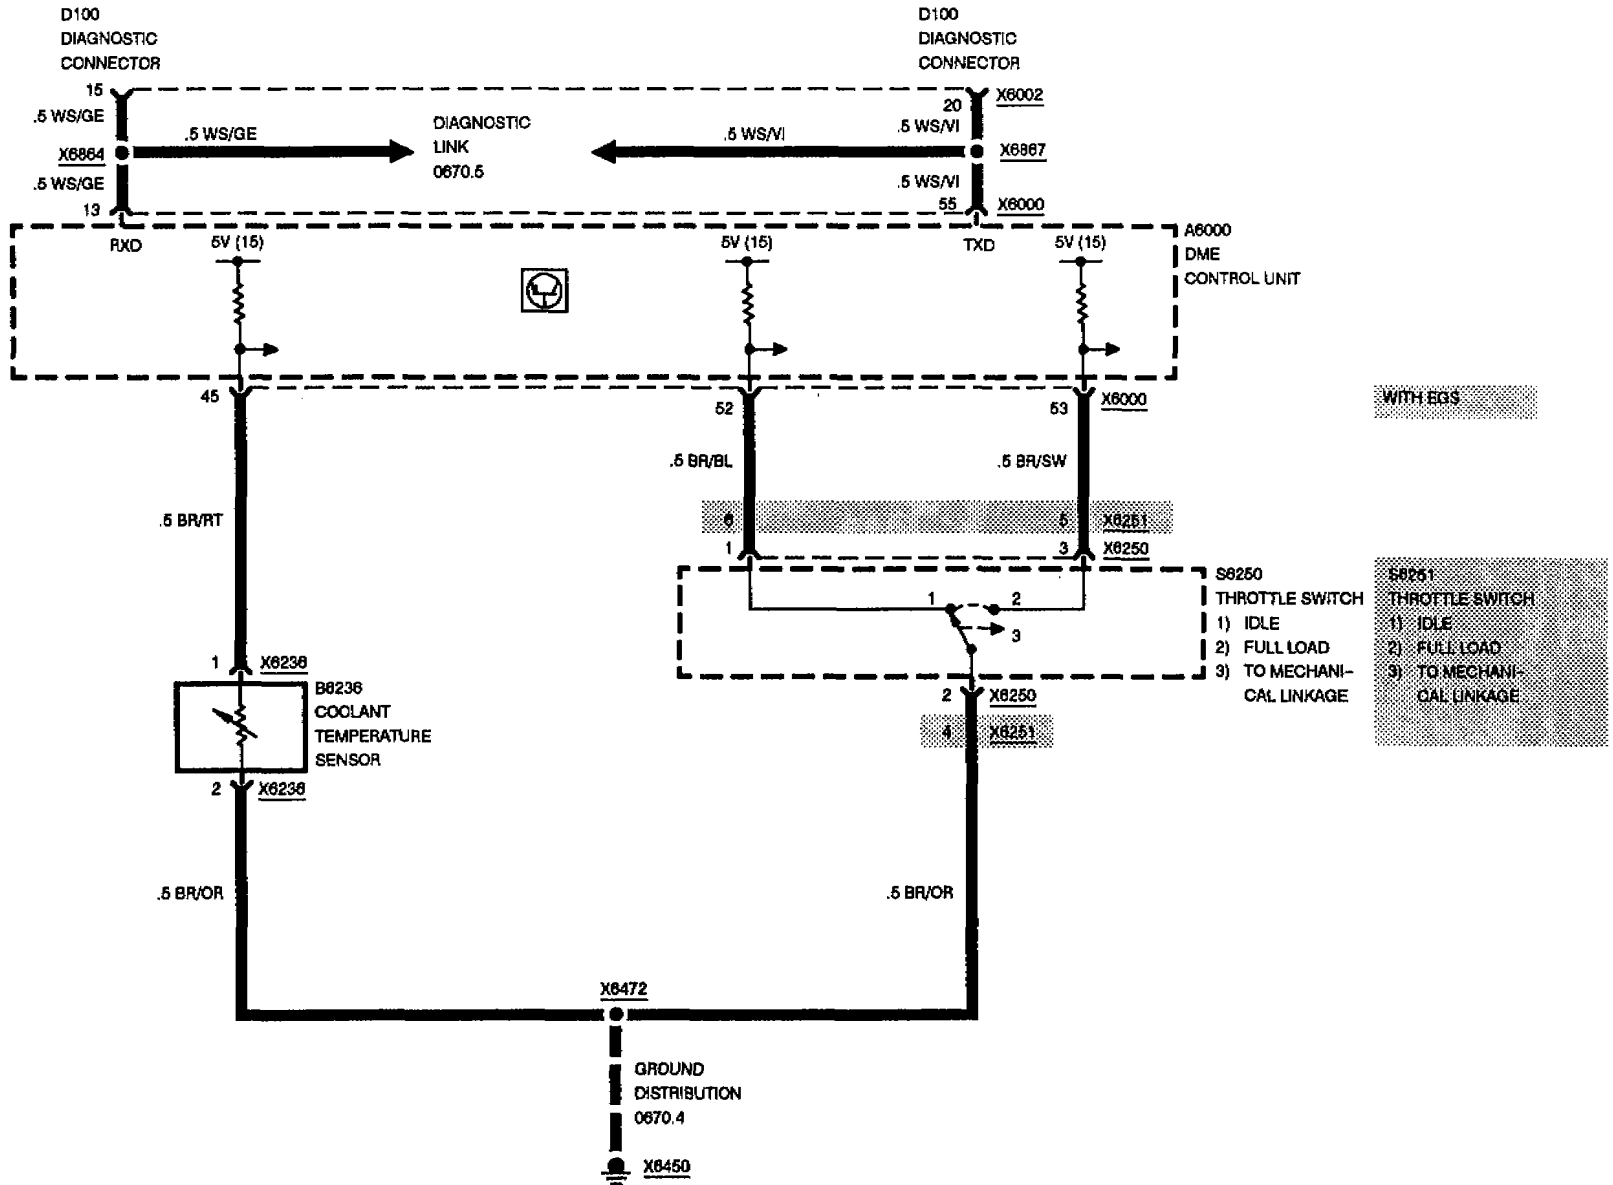 D100
DIAGNOSTIC
CONNECTOR
D100
DIAGNOSTIC
CONNECTOR
15
20
X6002
.5 WS/GE
.5 WS/GE
DIAGNOSTIC
LINK
0670.5
.5 WS/VI
.5 WS/VI
X6864
X6867
.5 WS/GE
.5 WS/VI
13
55
X6000
RXD
5V (15)
5V (15)
TXD
5V (15)
A6000
DME
CONTROL UNIT
45
52
53
X6000
WITH EGS
.5 BR/BL
.5 BR/SW
.5 BR/RT
6
5
X6251
1
3
X6250
1
2
3
S6250
THROTTLE SWITCH
1) IDLE
2) FULL LOAD
3) TO MECHANI-
CAL LINKAGE
S6251
THROTTLE SWITCH
1) IDLE
2) FULL LOAD
3) TO MECHANI-
CAL LINKAGE
1
X6236
B6236
COOLANT
TEMPERATURE
SENSOR
2
X6236
2
X6250
4
X6251
.5 BR/OR
.5 BR/OR
X6472
GROUND
DISTRIBUTION
0670.4
X6450